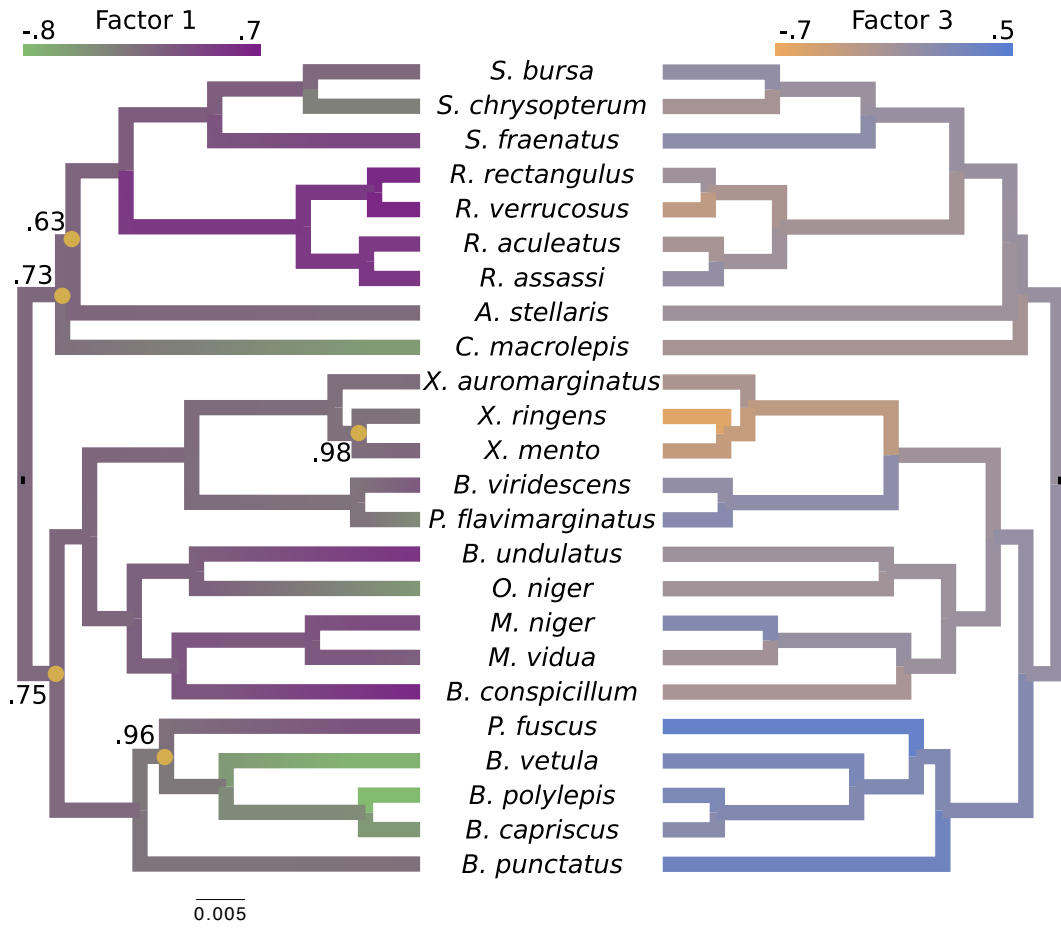 Factor 1
-.8
.7
Factor 3
-.7
.5
S. bursa
S. chrysopterum
S. fraenatus
R. rectangulus
R. verrucosus
.63
R. aculeatus
.73
R. assassi
A. stellaris
C. macrolepis
X. auromarginatus
X. ringens
.98
X. mento
B. viridescens
P. flavimarginatus
B. undulatus
O. niger
M. niger
M. vidua
.75
B. conspicillum
P. fuscus
.96
B. vetula
B. polylepis
B. capriscus
B. punctatus
0.005